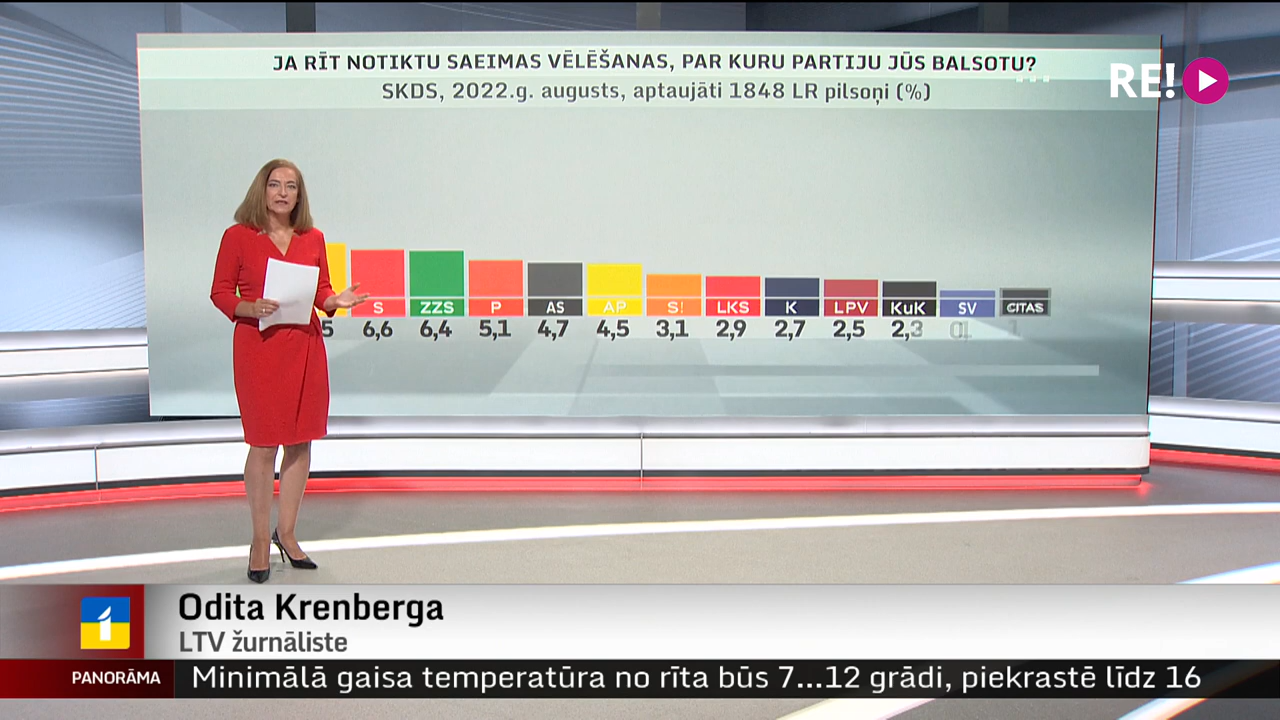 JA RĪT NOTIKTU SAEIMAS VĒLĒŠANAS, PAR KURU PARTIJU JŪS BALSOTU?
SKDS, 2022.g. augusts, aptaujāti 1848 LR pilsoņi (%)
RE!
S ZZS P AS AP S! LKS K LPV KuK SV CITAS
5 6,6 6,4 5,1 4,7 4,5 3,1 2,9 2,7 2,5 2,3
1
Odita Krenberga
LTV žurnāliste
PANORĀMA Minimālā gaisa temperatūra no rīta būs 7...12 grādi, piekrastē līdz 16